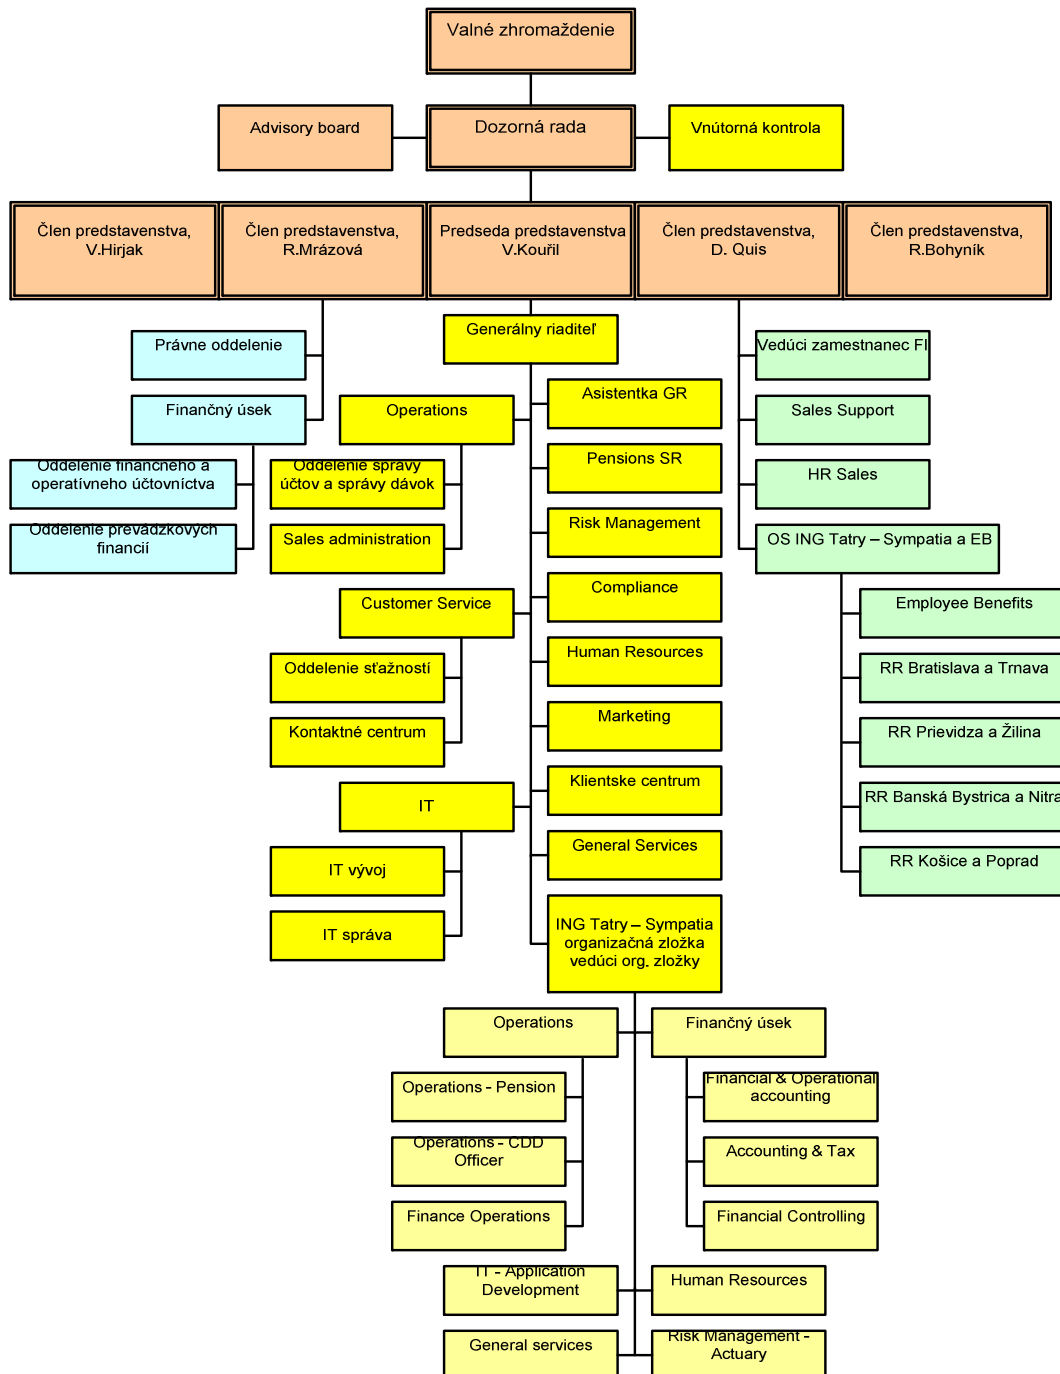 Valné zhromaždenie
Advisory board
Dozorná rada
Vnútorná kontrola
Člen predstavenstva,
V.Hirjak
Člen predstavenstva,
R.Mrázová
Predseda predstavenstva
V.Kouřil
Člen predstavenstva,
D. Quis
Člen predstavenstva,
R.Bohyník
Generálny riaditeľ
Právne oddelenie
Vedúci zamestnanec FI
Asistentka GR
Finančný úsek
Operations
Sales Support
Pensions SR
Oddelenie finančného a
operatívneho účtovníctva
Oddelenie správy
účtov a správy dávok
HR Sales
Risk Management
Oddelenie prevádzkových
financií
Sales administration
OS ING Tatry – Sympatia a EB
Compliance
Customer Service
Employee Benefits
Human Resources
Oddelenie sťažností
RR Bratislava a Trnava
Marketing
Kontaktné centrum
RR Prievidza a Žilina
Klientske centrum
IT
RR Banská Bystrica a Nitra
General Services
IT vývoj
RR Košice a Poprad
ING Tatry – Sympatia
organizačná zložka
vedúci org. zložky
IT správa
Operations
Finančný úsek
Operations - Pension
Financial & Operational
accounting
Operations - CDD
Officer
Accounting & Tax
Finance Operations
Financial Controlling
IT - Application
Development
Human Resources
General services
Risk Management -
Actuary